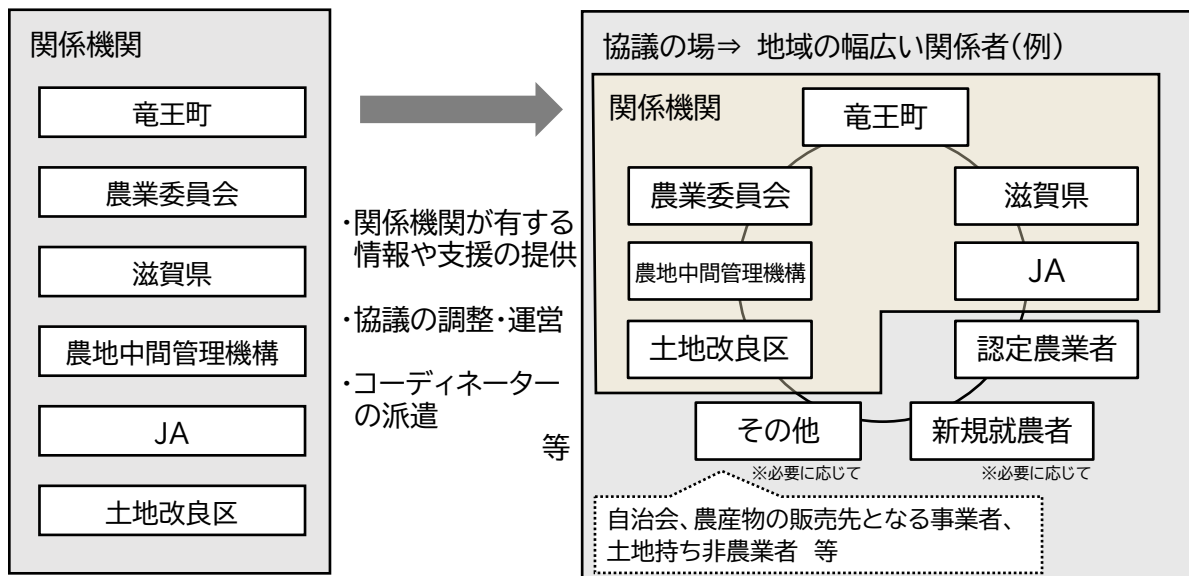 関係機関
竜王町
農業委員会
滋賀県
農地中間管理機構
JA
土地改良区
・関係機関が有する
情報や支援の提供
・協議の調整・運営
・コーディネーター
の派遣
等
協議の場⇒ 地域の幅広い関係者(例)
関係機関
竜王町
農業委員会
滋賀県
農地中間管理機構
JA
土地改良区
認定農業者
その他
新規就農者
※必要に応じて
※必要に応じて
自治会、農産物の販売先となる事業者、
土地持ち非農業者 等